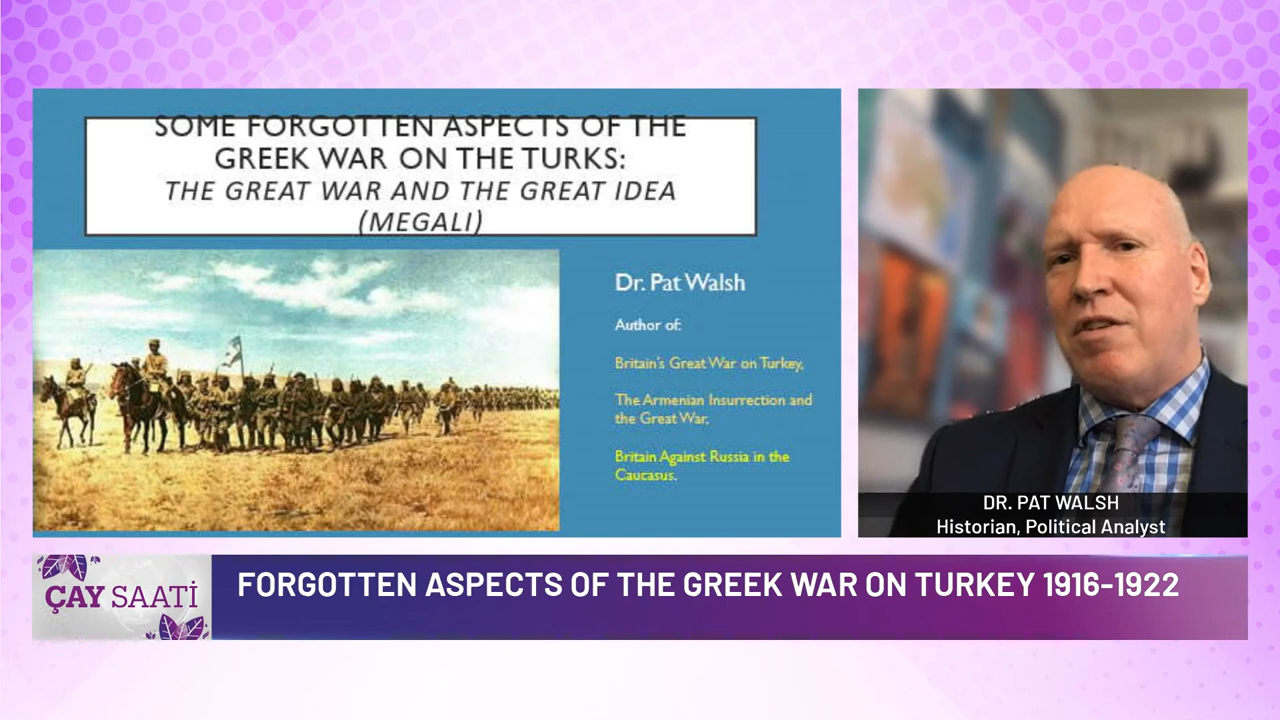 SOME FORGOTTEN ASPECTS OF THE
GREEK WAR ON THE TURKS:
THE GREAT WAR AND THE GREAT IDEA
(MEGALI)
Dr. Pat Walsh
Author of:
Britain's Great War on Turkey,
The Armenian Insurrection and
the Great War,
Britain Against Russia in the
Caucasus.
DR. PAT WALSH
Historian, Political Analyst
ÇAY SAATİ
FORGOTTEN ASPECTS OF THE GREEK WAR ON TURKEY 1916-1922